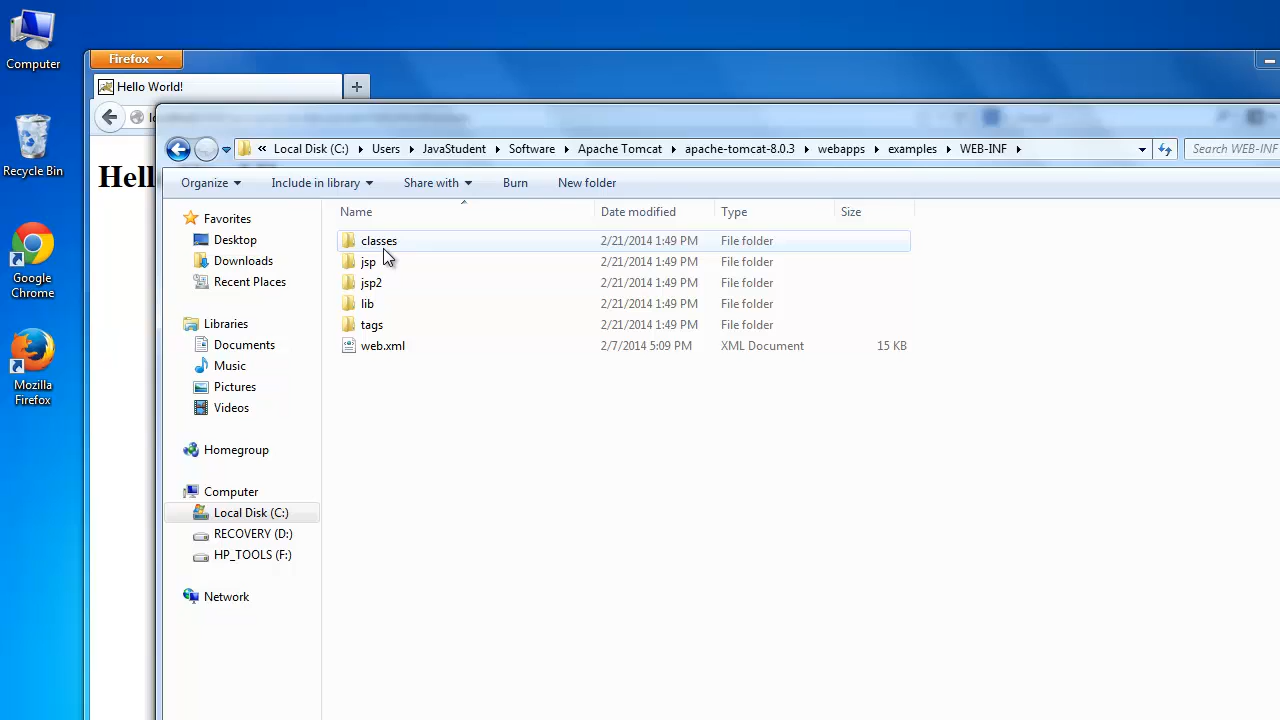 Computer
Recycle Bin
Google Chrome
Mozilla Firefox
Firefox
Hello World!
Hell
« Local Disk (C:) Users JavaStudent Software Apache Tomcat apache-tomcat-8.0.3 webapps examples WEB-INF
Search WEB-INF
Organize Include in library Share with Burn New folder
Name Date modified Type Size
Favorites
Desktop
Downloads
Recent Places
Libraries
Documents
Music
Pictures
Videos
Homegroup
Computer
Local Disk (C:)
RECOVERY (D:)
HP_TOOLS (F:)
Network
classes 2/21/2014 1:49 PM File folder
jsp 2/21/2014 1:49 PM File folder
jsp2 2/21/2014 1:49 PM File folder
lib 2/21/2014 1:49 PM File folder
tags 2/21/2014 1:49 PM File folder
web.xml 2/7/2014 5:09 PM XML Document 15 KB